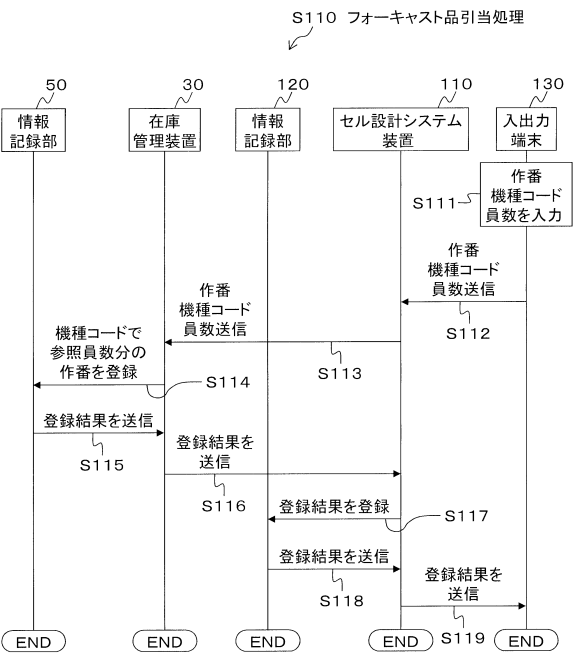 S110 フォーキャスト品引当処理
50
30
120
110
130
情報
記録部
在庫
管理装置
情報
記録部
セル設計システム
装置
入出力
端末
作番
機種コード
員数を入力
S111
作番
機種コード
員数送信
S112
作番
機種コード
員数送信
S113
機種コードで
参照員数分の
作番を登録
S114
登録結果を送信
S115
登録結果を
送信
S116
登録結果を登録
S117
登録結果を送信
S118
登録結果を
送信
S119
END
END
END
END
END